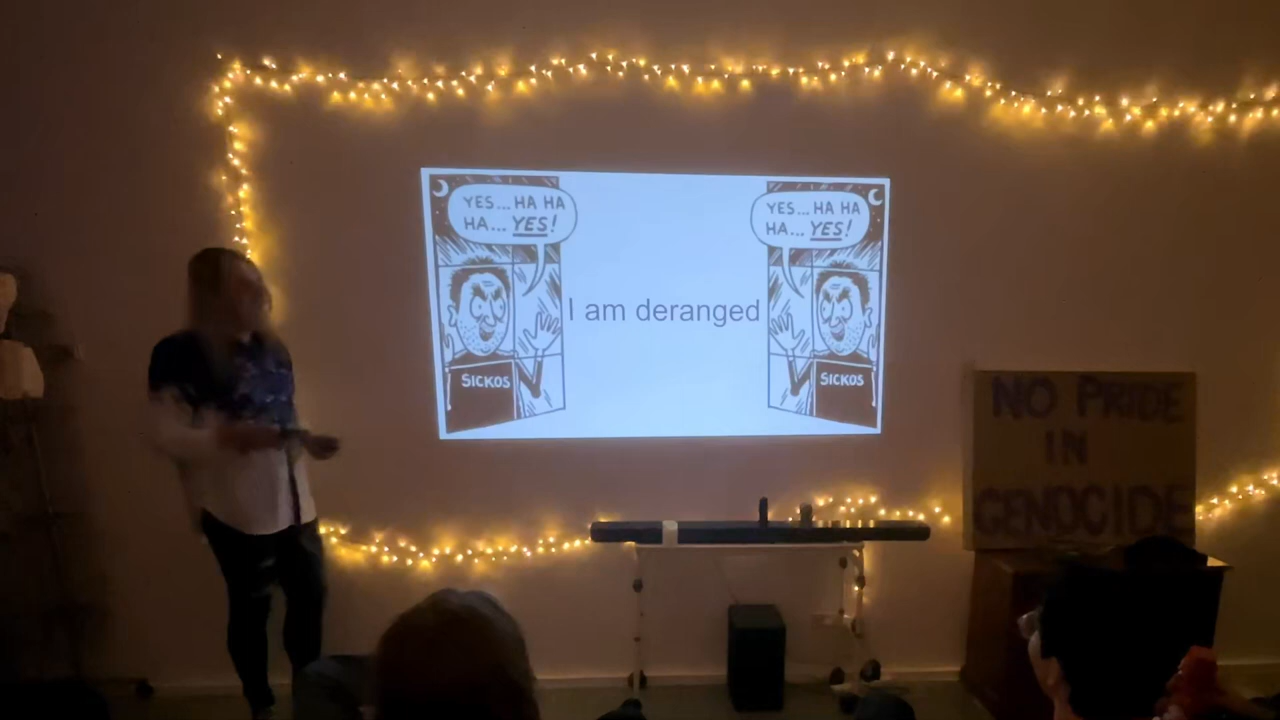 YES... HA HA
HA... YES!
SICKOS
I am deranged
YES... HA HA
HA... YES!
SICKOS
NO PRIDE
IN
GENOCIDE